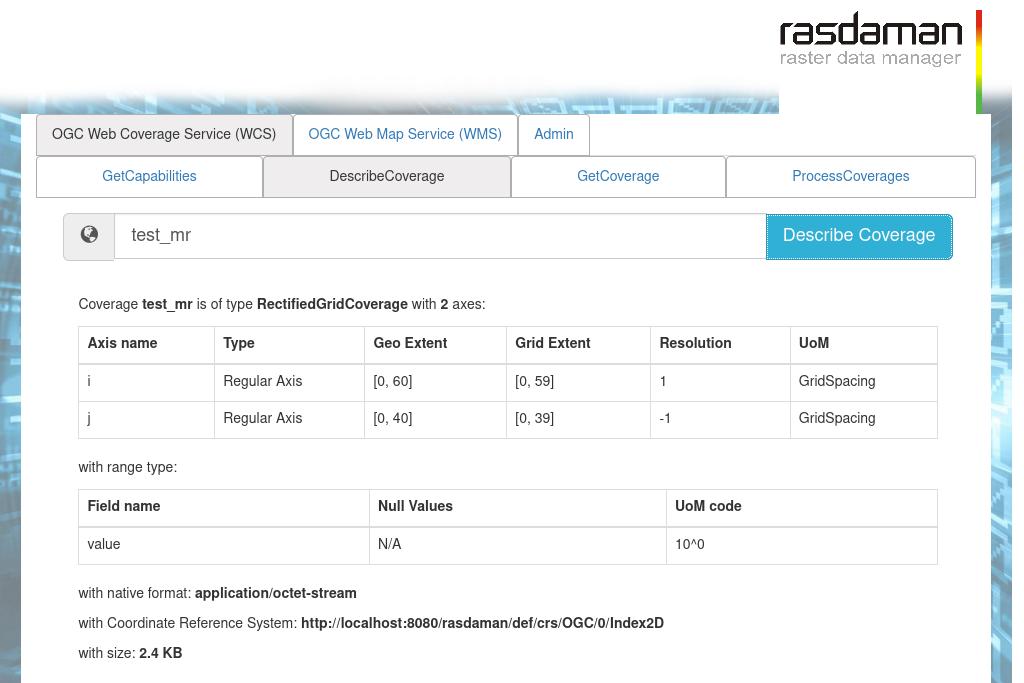 rasdaman
raster data manager
OGC Web Coverage Service (WCS) OGC Web Map Service (WMS) Admin
GetCapabilities DescribeCoverage GetCoverage ProcessCoverages
test_mr Describe Coverage
Coverage test_mr is of type RectifiedGridCoverage with 2 axes:
Axis name Type Geo Extent Grid Extent Resolution UoM
i Regular Axis [0, 60] [0, 59] 1 GridSpacing
j Regular Axis [0, 40] [0, 39] -1 GridSpacing
with range type:
Field name Null Values UoM code
value N/A 10^0
with native format: application/octet-stream
with Coordinate Reference System: http://localhost:8080/rasdaman/def/crs/OGC/0/Index2D
with size: 2.4 KB